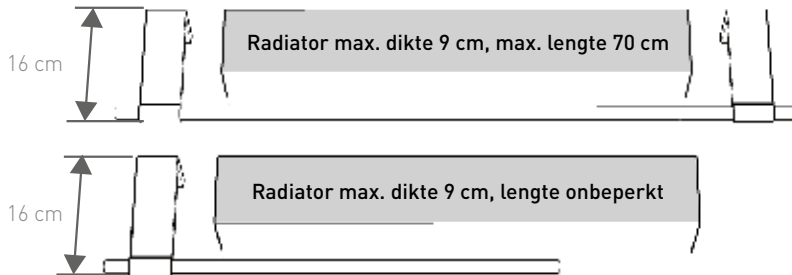 Radiator max. dikte 9 cm, max. lengte 70 cm
16 cm
Radiator max. dikte 9 cm, lengte onbeperkt
16 cm